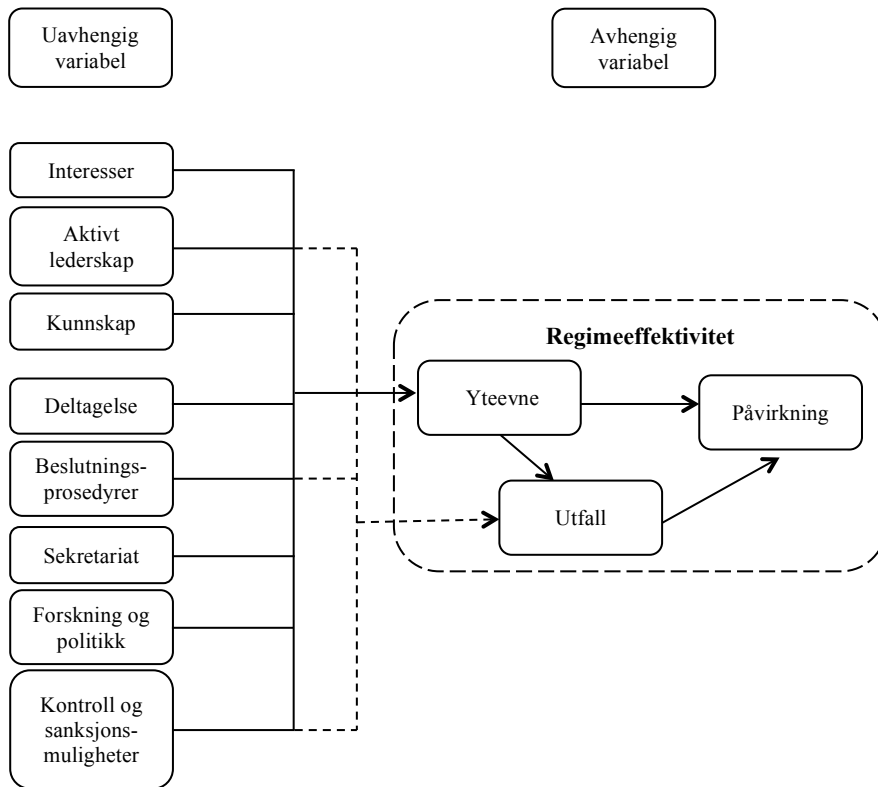 Uavhengig
variabel
Avhengig
variabel
Interesser
Aktivt
lederskap
Kunnskap
Deltagelse
Beslutnings-
prosedyrer
Sekretariat
Forskning og
politikk
Kontroll og
sanksjons-
muligheter
Regimeeffektivitet
Yteevne
Påvirkning
Utfall